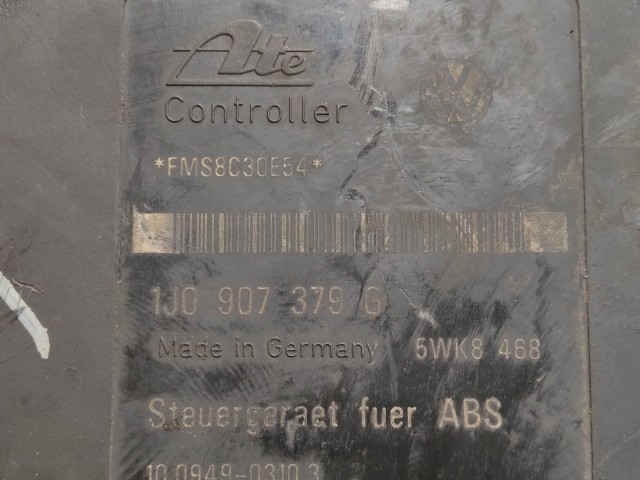 Ate
Controller
*FMS8C30E54*
1J0 907 379 G
Made in Germany 5WK8 468
Steuergeraet fuer ABS
10.0949-0310.3